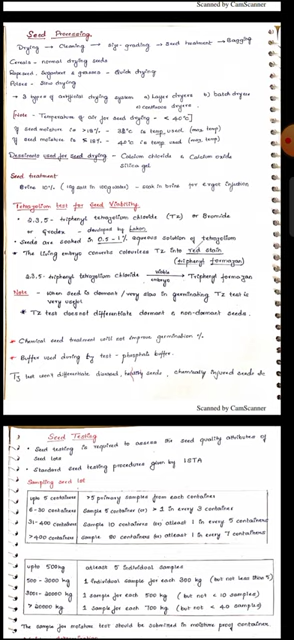 Scanned by CamScanner
Seed Processing
Drying → Cleaning → size-grading → Seed treatment → Bagging
Cereals - normal drying seeds
Rapeseed, Soyabean & - Quick drying
Pulses - Slow drying
→ 3 types of artificial drying system a) Layer dryers b) batch dryers
c) continuous dryers.
[Note - Temperature of air for seed drying - < 40°C]
If seed moisture is > 18% - 32°C is temp. used (max temp)
If seed moisture is ≤ 18% - 42°C is temp used (max temp)
Desiccants used for seed drying - Calcium chloride & Calcium oxide
Silica gel
Seed treatment
Brine 10% ( in water) - soak in brine for
Tetrazolium test for Seed Viability
• 2,3,5 - triphenyl tetrazolium chloride (TZ) or Bromide
or - developed by Lakon
• Seeds are soaked in 0.5 - 1% aqueous solution of tetrazolium
• The living embryo converts colourless TZ into red stain
(triphenyl formazan)
2,3,5 - triphenyl tetrazolium chloride → Triphenyl formazan
embryo
Note - when seed is dormant / very slow in germinating TZ test is
very useful
* TZ test does not differentiate dormant & non-dormant seeds.
* Chemical seed treatment will not improve germination %
* Buffer used during TZ test - phosphate buffer.
TZ test won't differentiate diseased, healthy seeds, chemically injured seeds etc
Scanned by CamScanner
Seed Testing
• Seed testing is required to assess the seed quality attributes of
seed lots
• Standard seed testing procedures given by ISTA
Sampling seed lot
upto 5 containers >5 primary samples from each container
6 - 30 containers Sample 5 container (or) > 1 in every 3 containers
31 - 400 containers Sample 10 containers (or) atleast 1 in every 5 containers
> 400 containers Sample 80 containers (or) atleast 1 in every 7 containers
upto 500 kg atleast 5 individual samples
500 - 3000 kg 1 individual sample for each 300 kg (but not less than 5)
3001 - 20000 kg 1 sample for each 500 kg (but not < 10 samples)
> 20000 kg 1 sample for each 700 kg (but not < 40 samples)
The sample for moisture test should be submitted in moisture proof container